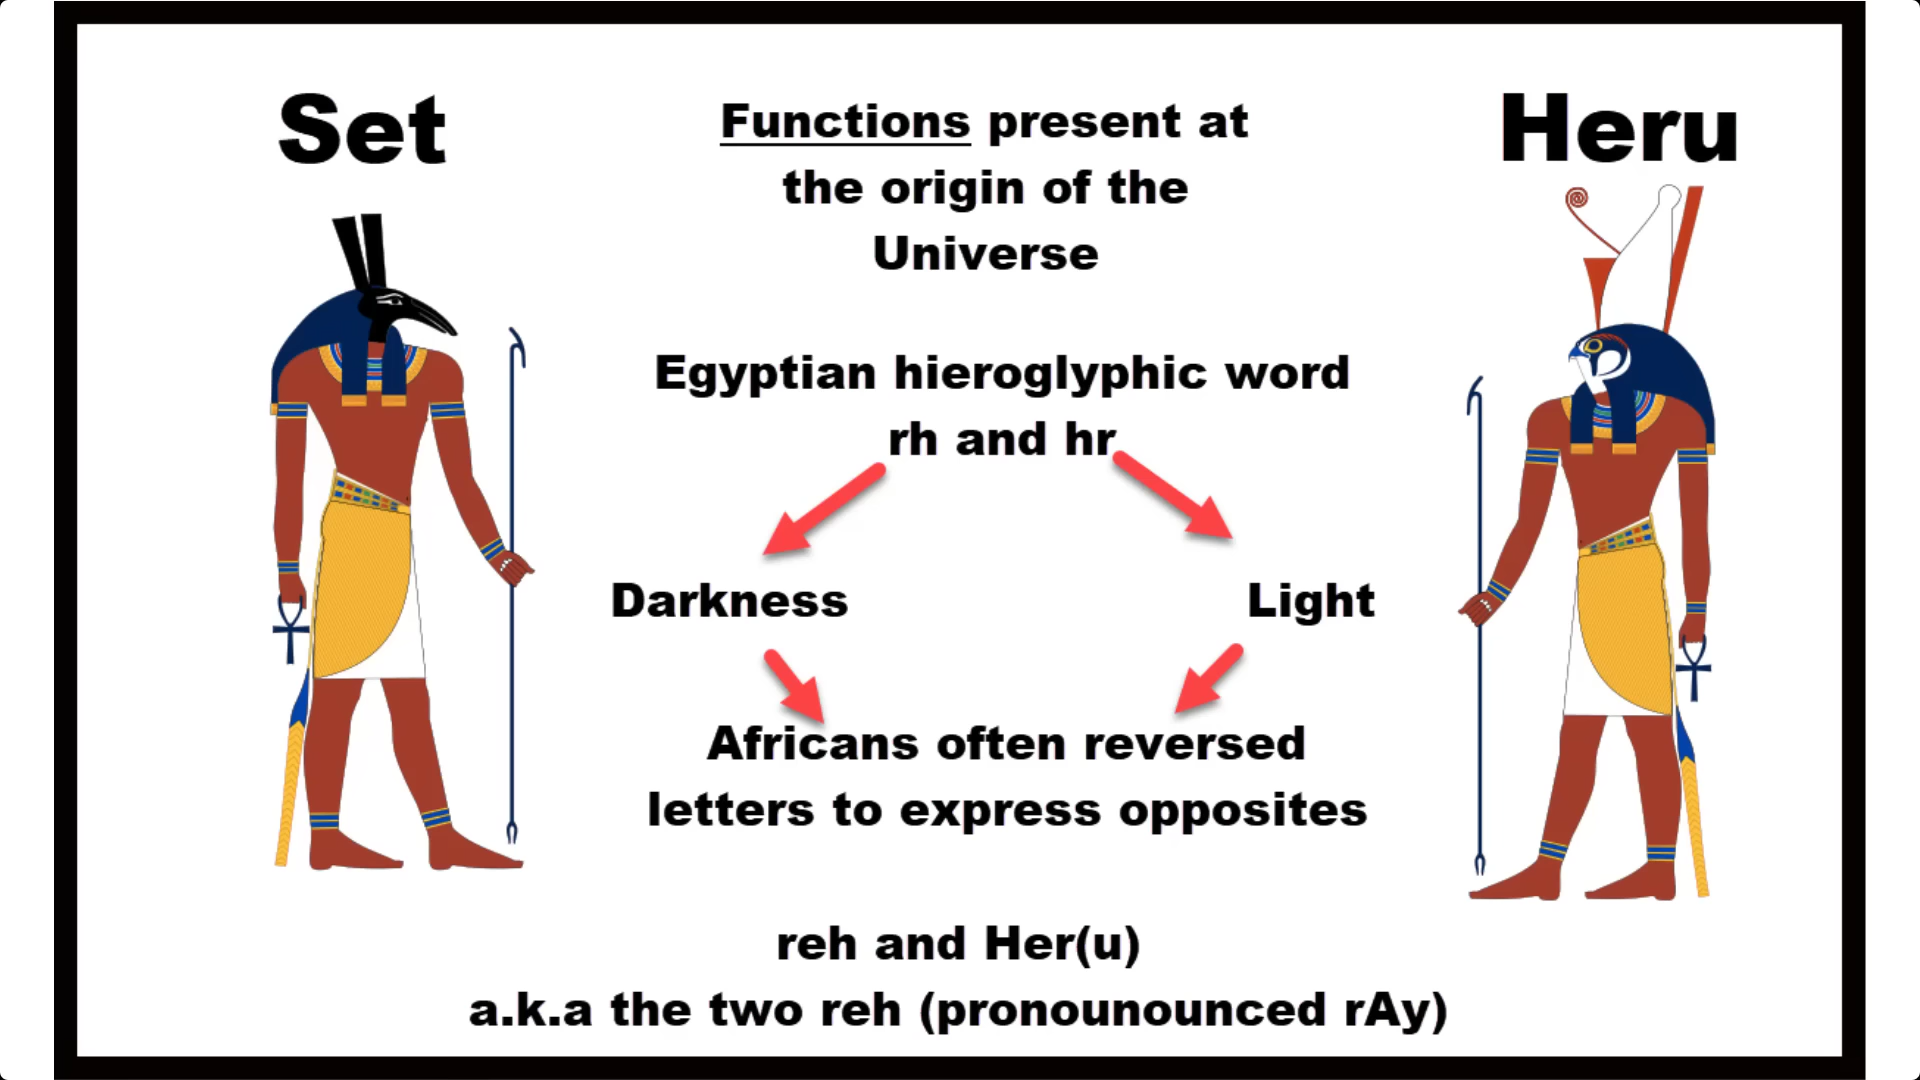 Set
Heru
Functions present at
the origin of the
Universe
Egyptian hieroglyphic word
rh and hr
Darkness
Light
Africans often reversed
letters to express opposites
reh and Her(u)
a.k.a the two reh (pronounounced rAy)